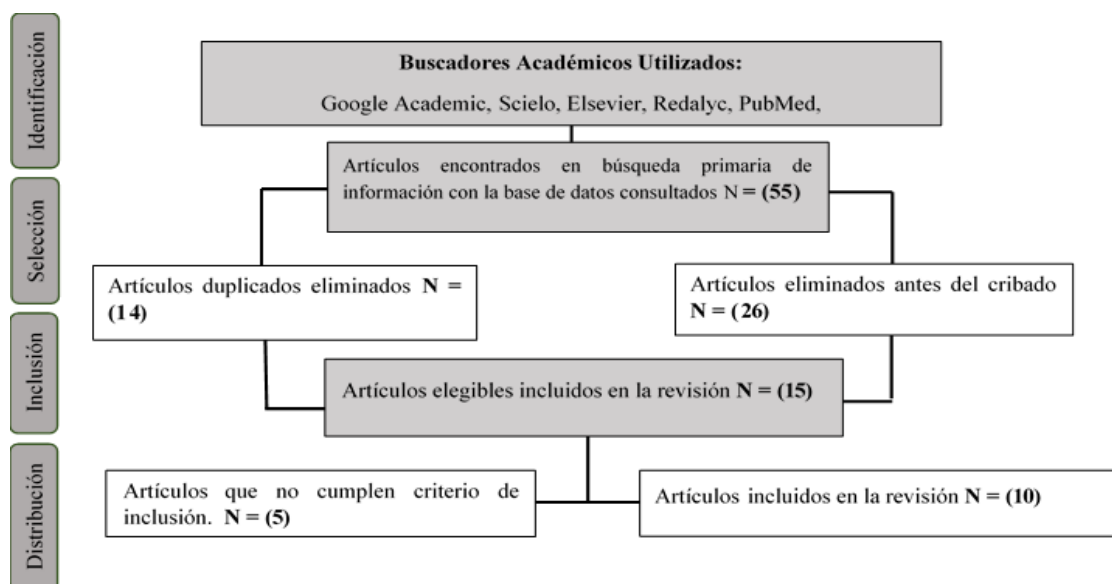 Identificación
Buscadores Académicos Utilizados:
Google Academic, Scielo, Elsevier, Redalyc, PubMed,
Artículos encontrados en búsqueda primaria de
información con la base de datos consultados N = (55)
Selección
Artículos duplicados eliminados N =
(14)
Artículos eliminados antes del cribado
N = (26)
Inclusión
Artículos elegibles incluidos en la revisión N = (15)
Distribución
Artículos que no cumplen criterio de
inclusión. N = (5)
Artículos incluidos en la revisión N = (10)